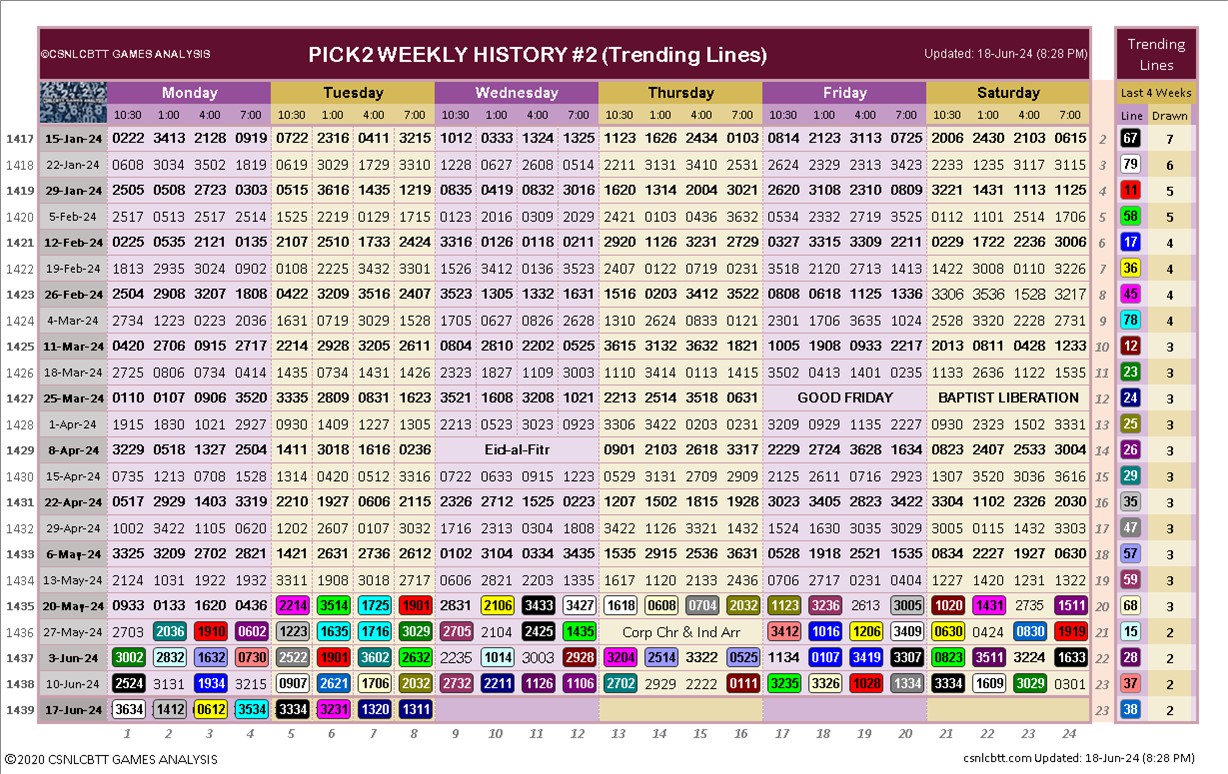 ©CSNLCBTT GAMES ANALYSIS PICK2 WEEKLY HISTORY #2 (Trending Lines) Updated: 18-Jun-24 (8:28 PM) Trending Lines
Monday Tuesday Wednesday Thursday Friday Saturday Last 4 Weeks
10:30 1:00 4:00 7:00 10:30 1:00 4:00 7:00 10:30 1:00 4:00 7:00 10:30 1:00 4:00 7:00 10:30 1:00 4:00 7:00 10:30 1:00 4:00 7:00 Line Drawn
1417 15-Jan-24 0222 3413 2128 0919 0722 2316 0411 3215 1012 0333 1324 1325 1123 1626 2434 0103 0814 2123 3113 0725 2006 2430 2103 0615 2 67 7
1418 22-Jan-24 0608 3034 3502 1819 0619 3029 1729 3310 1228 0627 2608 0514 2211 3131 3410 2531 2624 2329 2113 3423 2233 1235 3117 3115 3 79 6
1419 29-Jan-24 2505 0508 2723 0303 0515 3616 1435 1219 0835 0419 0832 3016 1620 1314 2004 3021 2620 3108 2310 0809 3221 1431 1113 1125 4 11 5
1420 5-Feb-24 2517 0513 2517 2514 1525 2219 0129 1715 0123 2016 0309 2029 2421 0103 0436 3632 0534 2332 2719 3525 0112 1101 2514 1706 5 58 5
1421 12-Feb-24 0225 0535 2121 0135 2107 2510 1733 2424 3316 0126 0118 0211 2920 1126 3231 2729 0327 3315 3309 2211 0229 1722 2236 3006 6 17 4
1422 19-Feb-24 1813 2935 3024 0902 0108 2225 3432 3301 1526 3412 0136 3523 2407 0122 0719 0231 3518 2120 2713 1413 1422 3008 0110 3226 7 36 4
1423 26-Feb-24 2504 2908 3207 1808 0422 3209 3516 2407 3523 1305 1332 1631 1516 0203 3412 3522 0808 0618 1125 1336 3306 3536 1528 3217 8 45 4
1424 4-Mar-24 2734 1223 0223 2036 1631 0719 3029 1523 1705 0627 0826 2628 1310 2624 0833 0121 2301 1706 3635 1024 2528 3320 2228 2731 9 78 4
1425 11-Mar-24 0420 2706 0915 2717 2214 2928 3205 2611 0804 2810 2202 0525 3615 3132 3632 1821 1005 1908 0933 2217 2013 0811 0428 1233 10 12 3
1426 18-Mar-24 2725 0806 0734 0414 1435 0734 1431 1426 2323 1827 1109 3003 1110 3414 0113 1415 3502 0413 1401 0235 1133 2636 1122 1535 11 23 3
1427 25-Mar-24 0110 0107 0906 3520 3335 2809 0831 1623 3521 1608 3208 1021 2213 2514 3518 0631 GOOD FRIDAY BAPTIST LIBERATION 12 24 3
1428 1-Apr-24 1915 1830 1021 2927 0930 1409 1227 1305 2213 0523 3023 0923 3306 3422 0203 0231 3209 0929 1135 2227 0930 2323 1502 3331 13 25 3
1429 8-Apr-24 3229 0518 1327 2504 1411 3018 1616 0236 Eid-al-Fitr 0901 2103 2618 3317 2229 2724 3628 1634 0823 2407 2533 3004 14 26 3
1430 15-Apr-24 0735 1213 0708 1528 1314 0420 0512 3316 0722 0633 0915 1223 0529 3131 2709 2909 2125 2611 0716 2923 1307 3520 3036 3616 15 29 3
1431 22-Apr-24 0517 2929 1403 3319 2210 1927 0606 2115 2326 2712 1525 0223 1207 1502 1815 1928 3023 3405 2823 3422 3304 1102 2326 2030 16 35 3
1432 29-Apr-24 1002 3422 1105 0620 1202 2607 0107 3032 1716 2313 0304 1808 3422 1126 3321 1432 1524 1630 3035 3029 3005 0115 1432 3303 17 47 3
1433 6-May-24 3325 3209 2702 2821 1421 2631 2736 2612 0102 3104 0334 3435 1535 2915 2536 3631 0528 1918 2521 1535 0834 2227 1927 0630 18 57 3
1434 13-May-24 2124 1031 1922 1932 3311 1908 3018 2717 0606 2821 2203 1335 1617 1120 2133 2436 0706 2717 0231 0404 1227 1420 1231 1322 19 59 3
1435 20-May-24 0933 0133 1620 0436 2214 3514 1725 1901 2831 2106 3433 3427 1618 0608 0704 2032 1123 3236 2613 3005 1020 1431 2735 1511 20 68 3
1436 27-May-24 2703 2036 1910 0602 1223 1635 1716 3029 2705 2104 2425 1435 Corp Chr & Ind Arr 3412 1016 1206 3409 0630 0424 0830 1919 21 15 2
1437 3-Jun-24 3002 2832 1632 0730 2522 1901 3602 2632 2235 1014 3003 2908 3204 2514 3322 0525 1134 0107 3419 3307 0823 3511 3224 1633 22 28 2
1438 10-Jun-24 2524 3131 1934 3215 0907 2621 1706 2032 2732 2211 1126 1106 2702 2929 2222 0111 3235 3326 1028 1334 3334 1609 3029 0301 23 37 2
1439 17-Jun-24 3634 1412 0612 3534 3334 3231 1320 1311 23 38 2
1 2 3 4 5 6 7 8 9 10 11 12 13 14 15 16 17 18 19 20 21 22 23 24
©2020 CSNLCBTT GAMES ANALYSIS csnlcbtt.com Updated: 18-Jun-24 (8:28 PM)